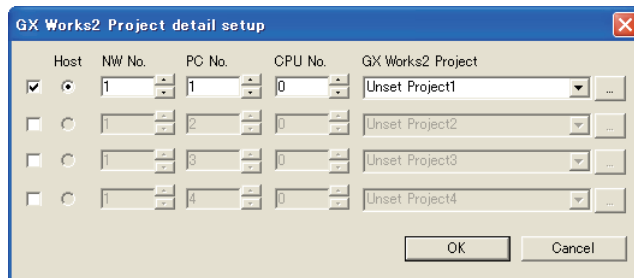 GX Works2 Project detail setup
Host NW No. PC No. CPU No. GX Works2 Project
1 1 0 Unset Project1 ...
1 2 0 Unset Project2 ...
1 3 0 Unset Project3 ...
1 4 0 Unset Project4 ...
OK Cancel